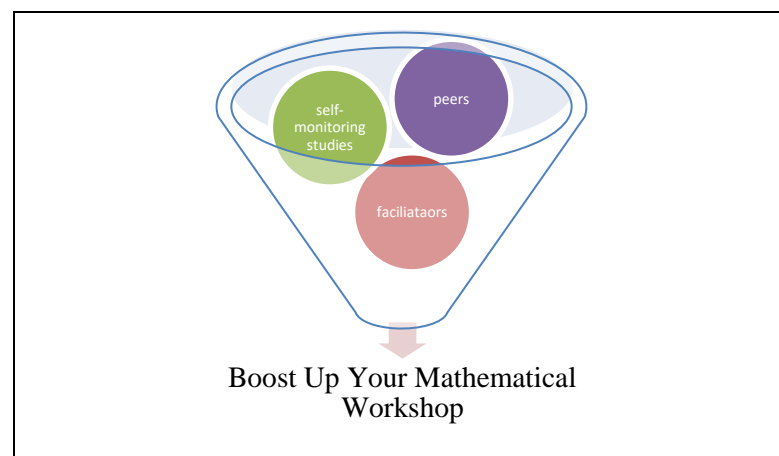 self-
monitoring
studies
peers
faciliataors
Boost Up Your Mathematical
Workshop